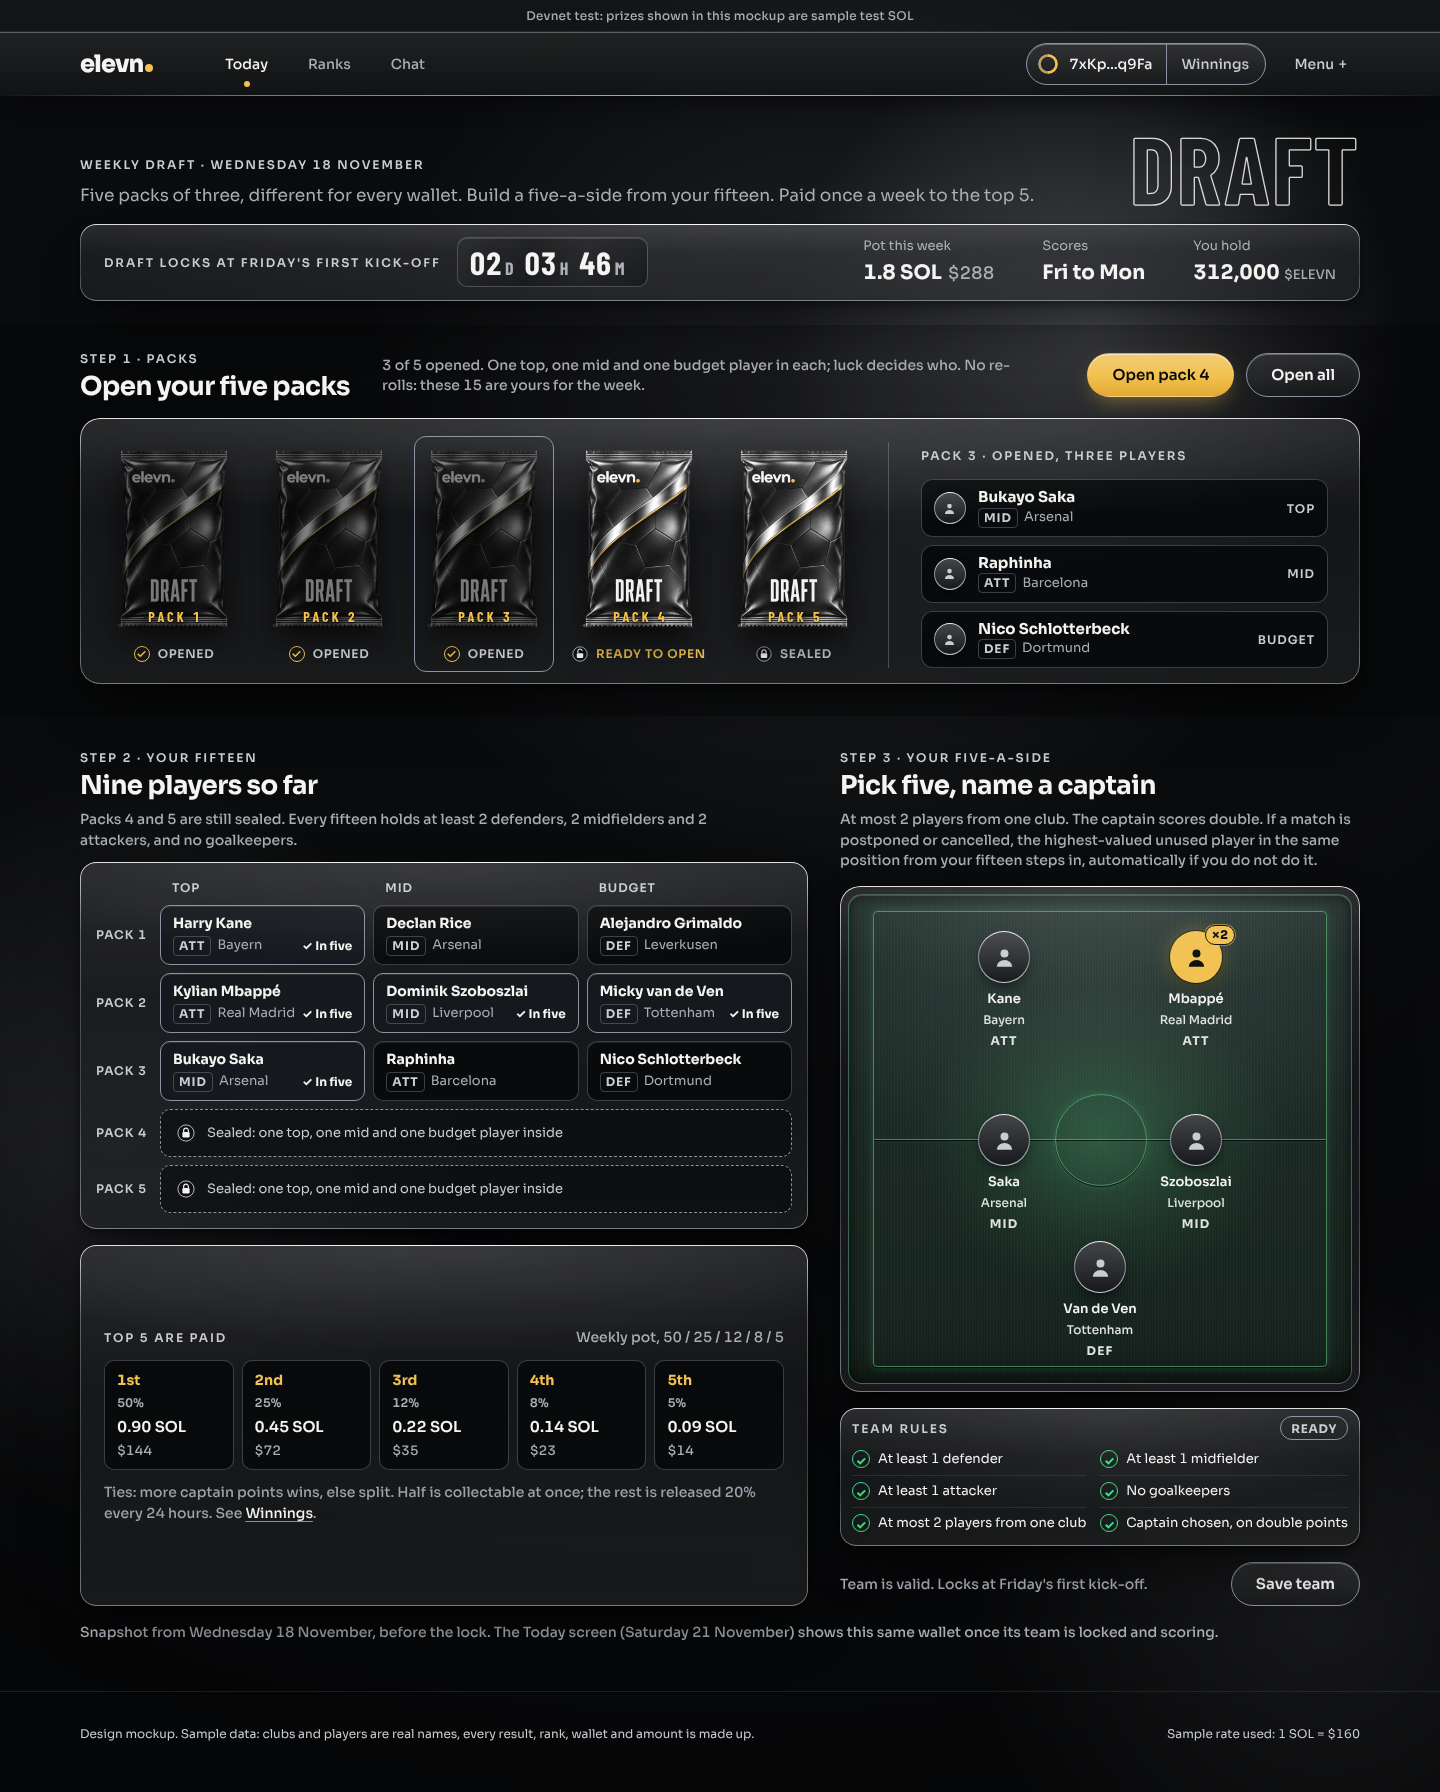 Devnet test: prizes shown in this mockup are sample test SOL
elevn.
Today
Ranks
Chat
7xKp...q9Fa
Winnings
Menu +
WEEKLY DRAFT · WEDNESDAY 18 NOVEMBER
Five packs of three, different for every wallet. Build a five-a-side from your fifteen. Paid once a week to the top 5.
DRAFT
DRAFT LOCKS AT FRIDAY'S FIRST KICK-OFF
02 D 03 H 46 M
Pot this week
1.8 SOL $288
Scores
Fri to Mon
You hold
312,000 $ELEVN
STEP 1 · PACKS
Open your five packs
3 of 5 opened. One top, one mid and one budget player in each; luck decides who. No re-
rolls: these 15 are yours for the week.
Open pack 4
Open all
elevn.
DRAFT
PACK 1
OPENED
elevn.
DRAFT
PACK 2
OPENED
elevn.
DRAFT
PACK 3
OPENED
elevn.
DRAFT
PACK 4
READY TO OPEN
elevn.
DRAFT
PACK 5
SEALED
PACK 3 · OPENED, THREE PLAYERS
Bukayo Saka
MID Arsenal
TOP
Raphinha
ATT Barcelona
MID
Nico Schlotterbeck
DEF Dortmund
BUDGET
STEP 2 · YOUR FIFTEEN
Nine players so far
Packs 4 and 5 are still sealed. Every fifteen holds at least 2 defenders, 2 midfielders and 2
attackers, and no goalkeepers.
TOP
MID
BUDGET
PACK 1
Harry Kane
ATT Bayern ✓ In five
Declan Rice
MID Arsenal
Alejandro Grimaldo
DEF Leverkusen
PACK 2
Kylian Mbappé
ATT Real Madrid ✓ In five
Dominik Szoboszlai
MID Liverpool ✓ In five
Micky van de Ven
DEF Tottenham ✓ In five
PACK 3
Bukayo Saka
MID Arsenal ✓ In five
Raphinha
ATT Barcelona
Nico Schlotterbeck
DEF Dortmund
PACK 4
Sealed: one top, one mid and one budget player inside
PACK 5
Sealed: one top, one mid and one budget player inside
TOP 5 ARE PAID
Weekly pot, 50 / 25 / 12 / 8 / 5
1st
50%
0.90 SOL
$144
2nd
25%
0.45 SOL
$72
3rd
12%
0.22 SOL
$35
4th
8%
0.14 SOL
$23
5th
5%
0.09 SOL
$14
Ties: more captain points wins, else split. Half is collectable at once; the rest is released 20%
every 24 hours. See Winnings.
STEP 3 · YOUR FIVE-A-SIDE
Pick five, name a captain
At most 2 players from one club. The captain scores double. If a match is
postponed or cancelled, the highest-valued unused player in the same
position from your fifteen steps in, automatically if you do not do it.
Kane
Bayern
ATT
×2
Mbappé
Real Madrid
ATT
Saka
Arsenal
MID
Szoboszlai
Liverpool
MID
Van de Ven
Tottenham
DEF
TEAM RULES
READY
At least 1 defender
At least 1 midfielder
At least 1 attacker
No goalkeepers
At most 2 players from one club
Captain chosen, on double points
Team is valid. Locks at Friday's first kick-off.
Save team
Snapshot from Wednesday 18 November, before the lock. The Today screen (Saturday 21 November) shows this same wallet once its team is locked and scoring.
Design mockup. Sample data: clubs and players are real names, every result, rank, wallet and amount is made up.
Sample rate used: 1 SOL = $160